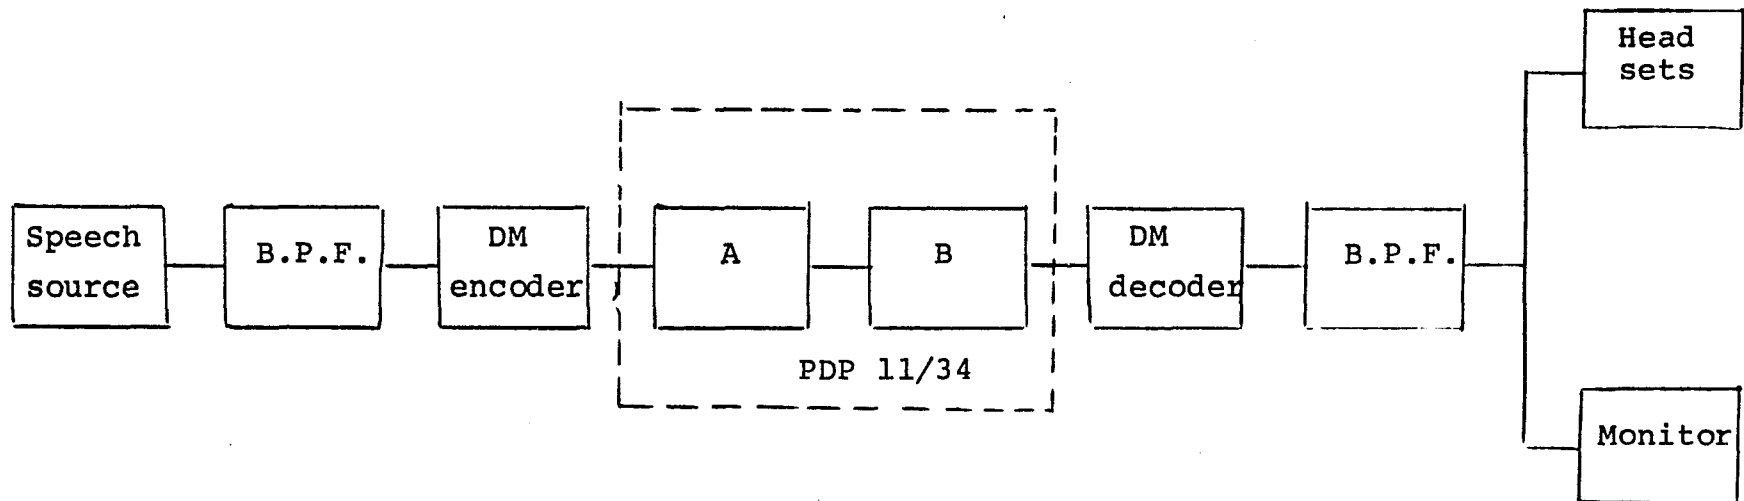 Head
sets
Speech
source
B.P.F.
DM
encoder
A
B
DM
decoder
B.P.F.
PDP 11/34
Monitor